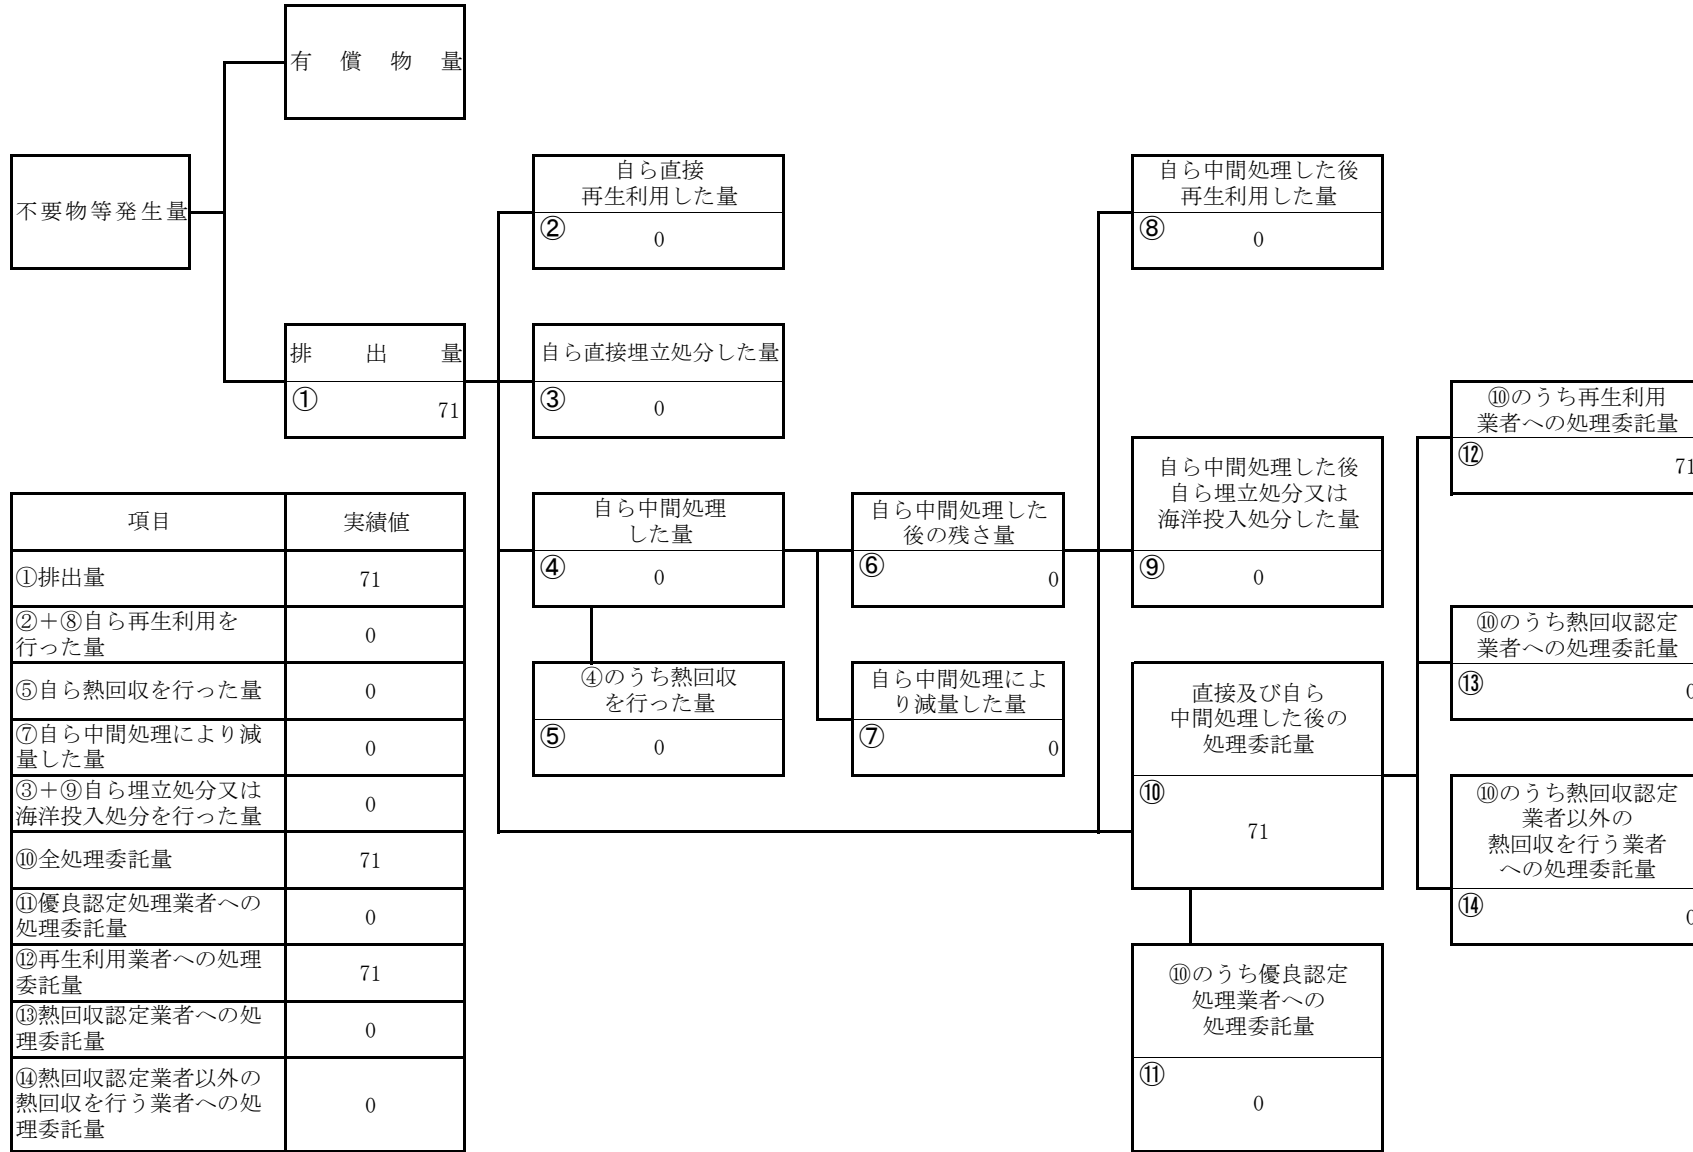 有償物量
不要物等発生量
自ら直接
再生利用した量
②
0
自ら中間処理した後
再生利用した量
⑧
0
排出量
①
71
自ら直接埋立処分した量
③
0
⑩のうち再生利用
業者への処理委託量
⑫
71
自ら中間処理
した量
④
0
自ら中間処理した
後の残さ量
⑥
0
自ら中間処理した後
自ら埋立処分又は
海洋投入処分した量
⑨
0
⑩のうち熱回収認定
業者への処理委託量
⑬
0
④のうち熱回収
を行った量
⑤
0
自ら中間処理によ
り減量した量
⑦
0
直接及び自ら
中間処理した後の
処理委託量
⑩
71
⑩のうち熱回収認定
業者以外の
熱回収を行う業者
への処理委託量
⑭
0
⑩のうち優良認定
処理業者への
処理委託量
⑪
0
項目 実績値
①排出量 71
②＋⑧自ら再生利用を
行った量 0
⑤自ら熱回収を行った量 0
⑦自ら中間処理により減
量した量 0
③＋⑨自ら埋立処分又は
海洋投入処分を行った量 0
⑩全処理委託量 71
⑪優良認定処理業者への
処理委託量 0
⑫再生利用業者への処理
委託量 71
⑬熱回収認定業者への処
理委託量 0
⑭熱回収認定業者以外の
熱回収を行う業者への処
理委託量 0